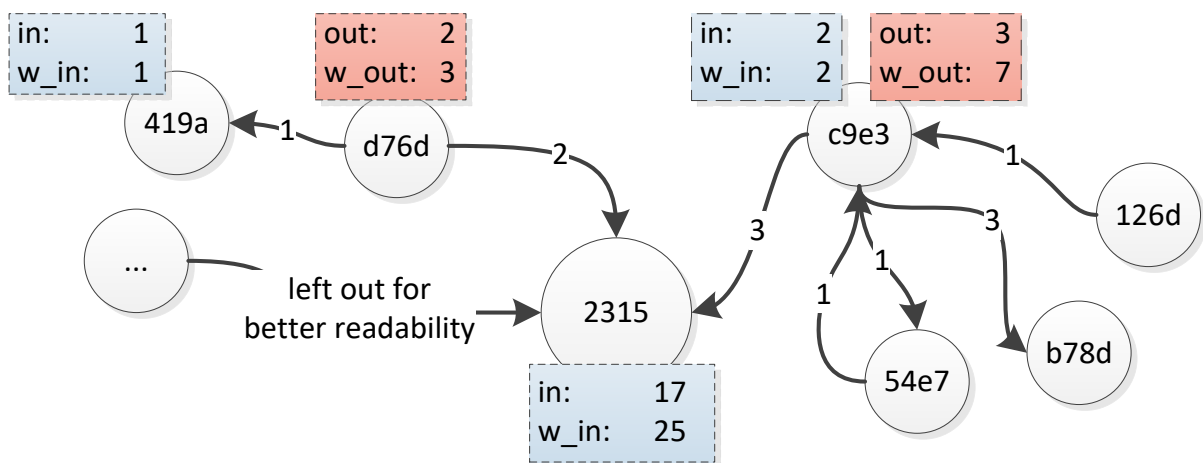 in: 1
w_in: 1
out: 2
w_out: 3
in: 2
w_in: 2
out: 3
w_out: 7
419a
1
d76d
2
c9e3
1
126d
...
left out for
better readability
2315
3
1
1
3
54e7
b78d
in: 17
w_in: 25